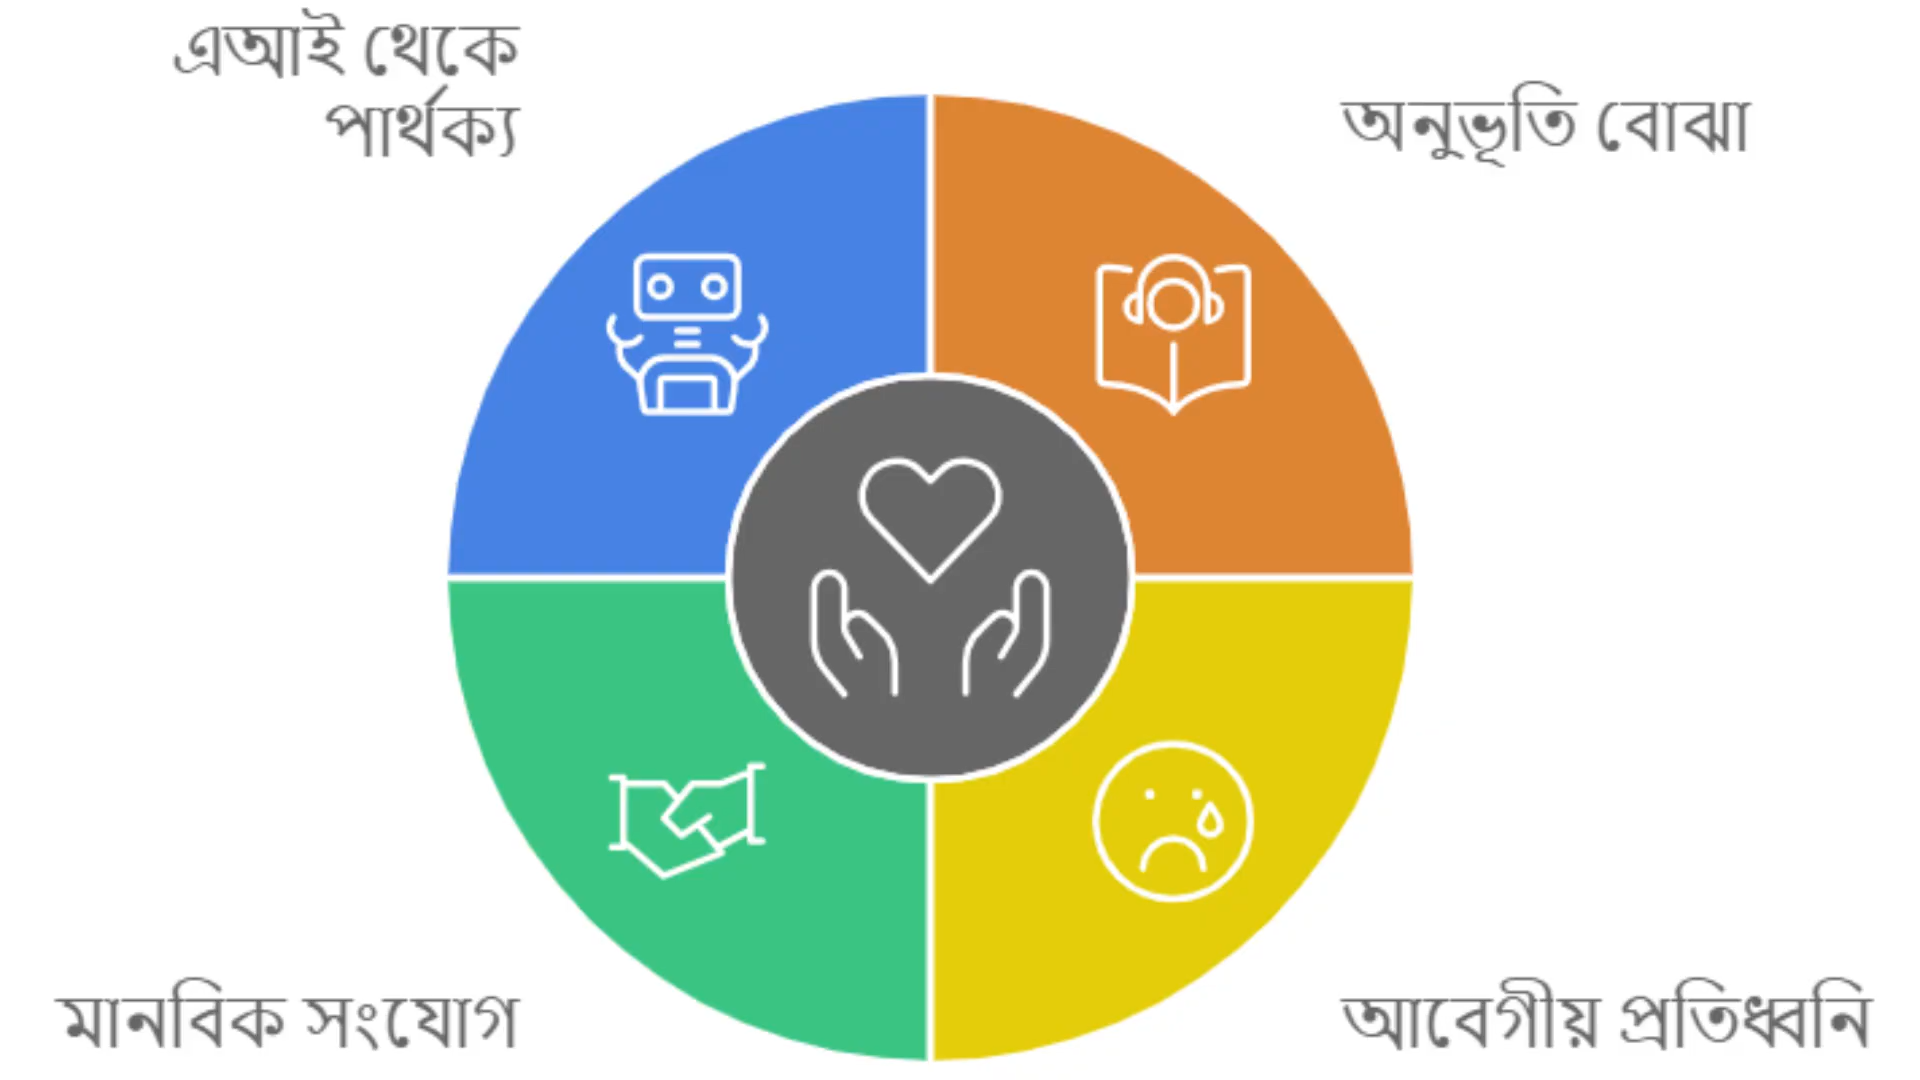 এআই থেকে
পার্থক্য
অনুভূতি বোঝা
মানবিক সংযোগ
আবেগীয় প্রতিধ্বনি